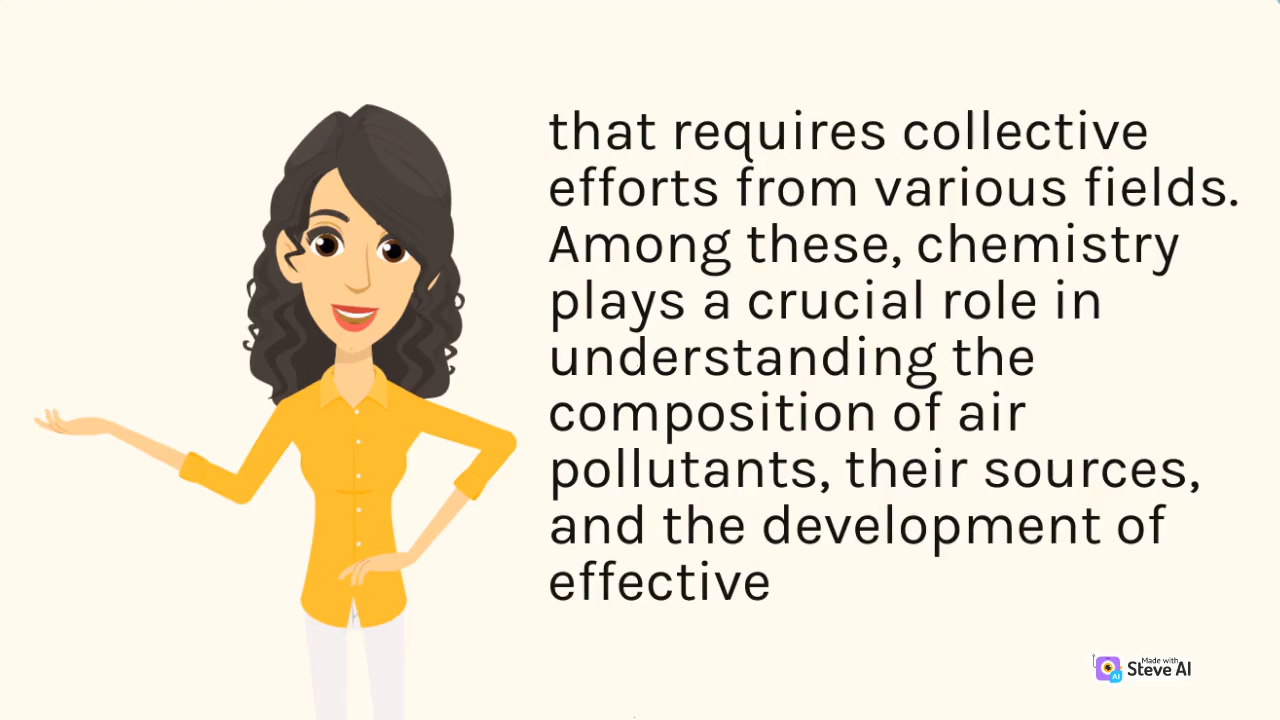 that requires collective
efforts from various fields.
Among these, chemistry
plays a crucial role in
understanding the
composition of air
pollutants, their sources,
and the development of
effective
Made with
AI Steve AI